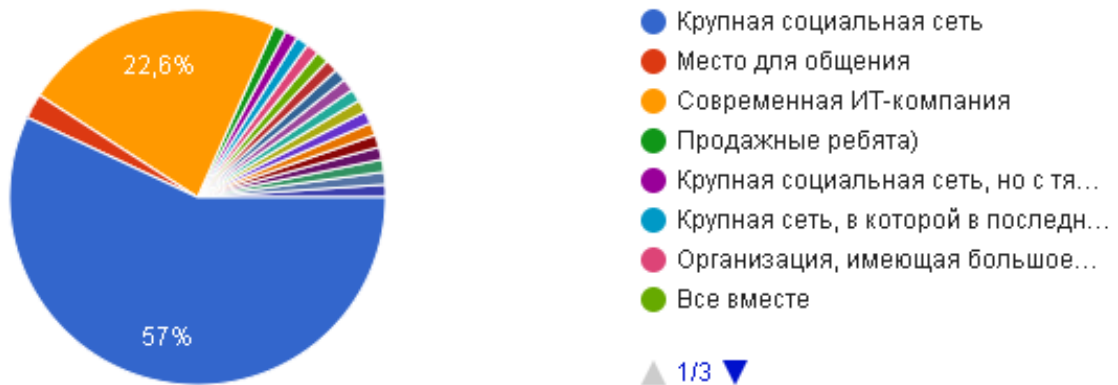 22,6%
57%
Крупная социальная сеть
Место для общения
Современная ИТ-компания
Продажные ребята)
Крупная социальная сеть, но с тя...
Крупная сеть, в которой в последн...
Организация, имеющая большое...
Все вместе
1/3